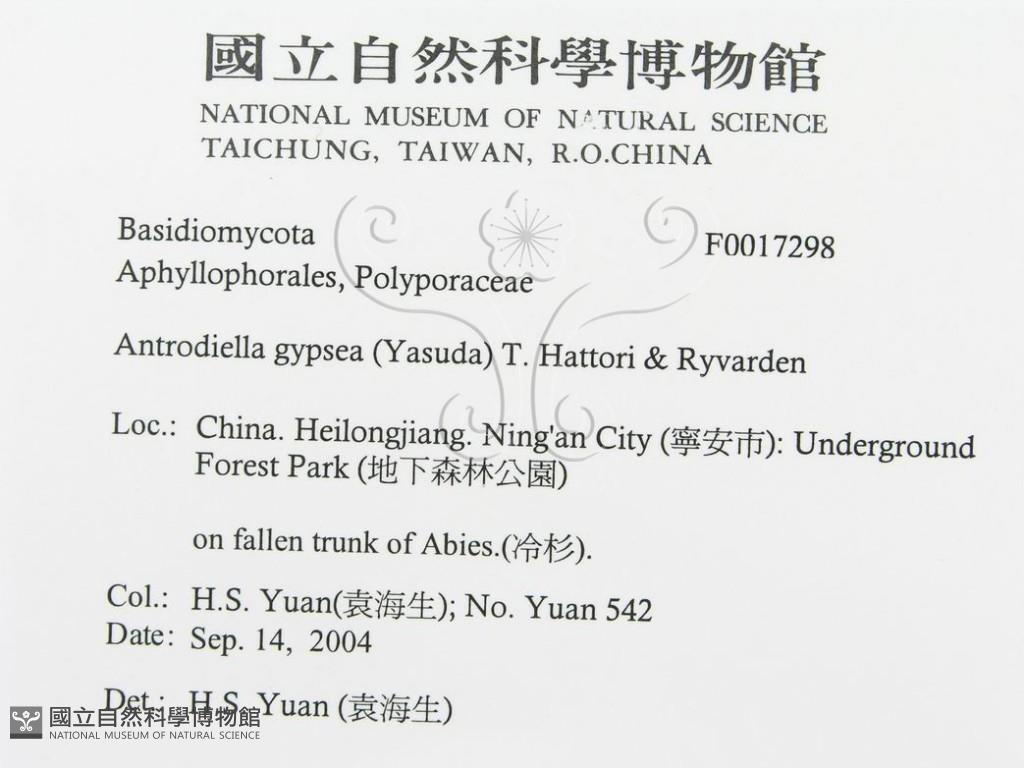 國立自然科學博物館
NATIONAL MUSEUM OF NATURAL SCIENCE
TAICHUNG, TAIWAN, R.O.CHINA
Basidiomycota F0017298
Aphyllophorales, Polyporaceae
Antrodiella gypsea (Yasuda) T. Hattori & Ryvarden
Loc.: China. Heilongjiang. Ning'an City (寧安市): Underground
Forest Park (地下森林公園)
on fallen trunk of Abies.(冷杉).
Col.: H.S. Yuan(袁海生); No. Yuan 542
Date: Sep. 14, 2004
Det.: H.S. Yuan (袁海生)
國立自然科學博物館
NATIONAL MUSEUM OF NATURAL SCIENCE